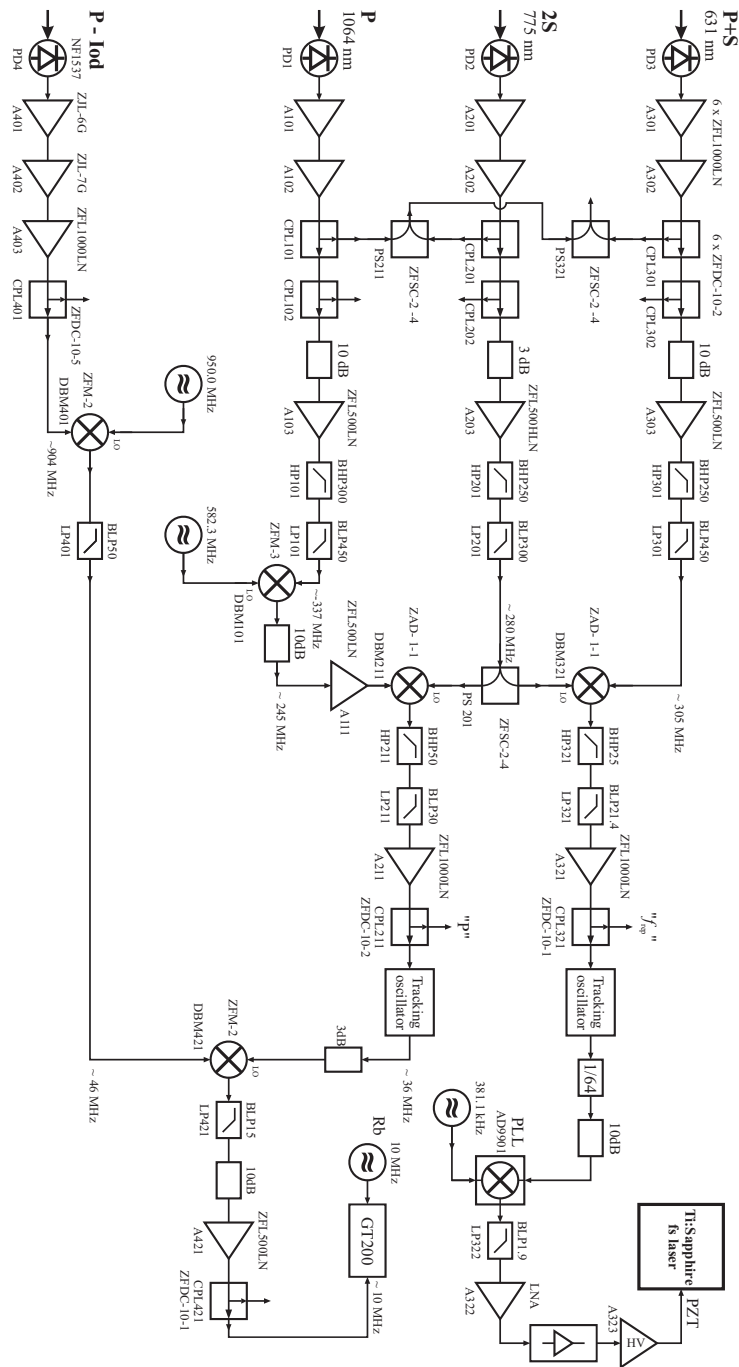 P+S
631 nm
PD3
6 x ZFL1000LN
A301
A302
6 x ZFDC-10-2
CPL301
CPL302
10 dB
ZFL500LN
A303
BHP250
HP301
BLP450
LP301
~ 305 MHz
ZFSC-2 -4
PS321
2S
775 nm
PD2
A201
A202
CPL201
CPL202
3 dB
ZFL500HLN
A203
BHP250
HP201
BLP300
LP201
~ 280 MHz
PS 201
ZFSC-2-4
ZFSC-2 -4
PS211
P
1064 nm
PD1
A101
A102
CPL101
CPL102
10 dB
ZFL500LN
A103
BHP300
HP101
BLP450
LP101
~337 MHz
582.3 MHz
ZFM-3
LO
DBM101
10dB
~ 245 MHz
ZFL500LN
A111
P - Iod
NF1537
PD4
ZJL-6G
A401
ZJL-7G
A402
ZFL1000LN
A403
CPL401
ZFDC-10-5
~904 MHz
950.0 MHz
ZFM-2
DBM401
LO
BLP50
LP401
~ 46 MHz
ZAD- 1-1
DBM321
LO
BHP25
HP321
BLP21.4
LP321
ZFL1000LN
A321
CPL321
ZFDC-10-1
"f rep "
Tracking
oscillator
1/64
10dB
ZAD- 1-1
DBM211
LO
BHP50
HP211
BLP30
LP211
ZFL1000LN
A211
CPL211
ZFDC-10-2
"P"
Tracking
oscillator
~ 36 MHz
3dB
381.1 kHz
PLL
AD9901
BLP1.9
LP322
LNA
A322
A323
HV
PZT
Ti:Sapphire
fs laser
ZFM-2
DBM421
LO
BLP15
LP421
10dB
ZFL500LN
A421
CPL421
ZFDC-10-1
~ 10 MHz
Rb
10 MHz
GT200